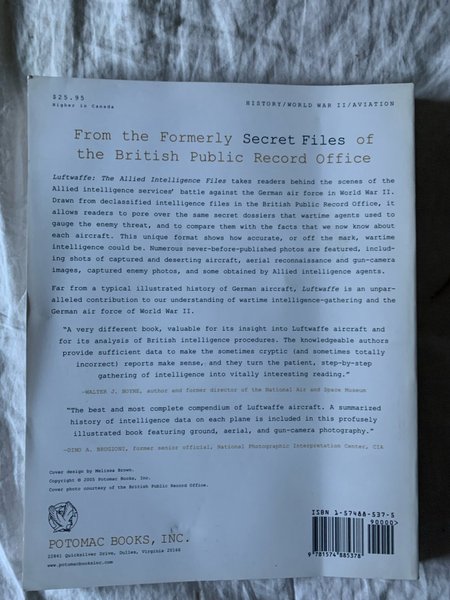 $25.95
Higher in Canada
HISTORY/WORLD WAR II/AVIATION
From the Formerly Secret Files of
the British Public Record Office
Luftwaffe: The Allied Intelligence Files takes readers behind the scenes of the
Allied intelligence services' battle against the German air force in World War II.
Drawn from declassified intelligence files in the British Public Record Office, it
allows readers to pore over the same secret dossiers that wartime agents used to
gauge the enemy threat, and to compare them with the facts that we now know about
each aircraft. This unique format shows how accurate, or off the mark, wartime
intelligence could be. Numerous never-before-published photos are featured, includ-
ing shots of captured and deserting aircraft, aerial reconnaissance and gun-camera
images, captured enemy photos, and some obtained by Allied intelligence agents.
Far from a typical illustrated history of German aircraft, Luftwaffe is an unpar-
alleled contribution to our understanding of wartime intelligence-gathering and the
German air force of World War II.
"A very different book, valuable for its insight into Luftwaffe aircraft and
for its analysis of British intelligence procedures. The knowledgeable authors
provide sufficient data to make the sometimes cryptic (and sometimes totally
incorrect) reports make sense, and they turn the patient, step-by-step
gathering of intelligence into vitally interesting reading."
—WALTER J. BOYNE, author and former director of the National Air and Space Museum
"The best and most complete compendium of Luftwaffe aircraft. A summarized
history of intelligence data on each plane is included in this profusely
illustrated book featuring ground, aerial, and gun-camera photography."
—DINO A. BRUGIONI, former senior official, National Photographic Interpretation Center, CIA
Cover design by Melissa Brown.
Copyright © 2005 Potomac Books, Inc.
Cover photo courtesy of the British Public Record Office.
POTOMAC BOOKS, INC.
22841 Quicksilver Drive, Dulles, Virginia 20166
www.potomacbooksinc.com
ISBN 1-57488-537-5
90000>
9 781574 885378